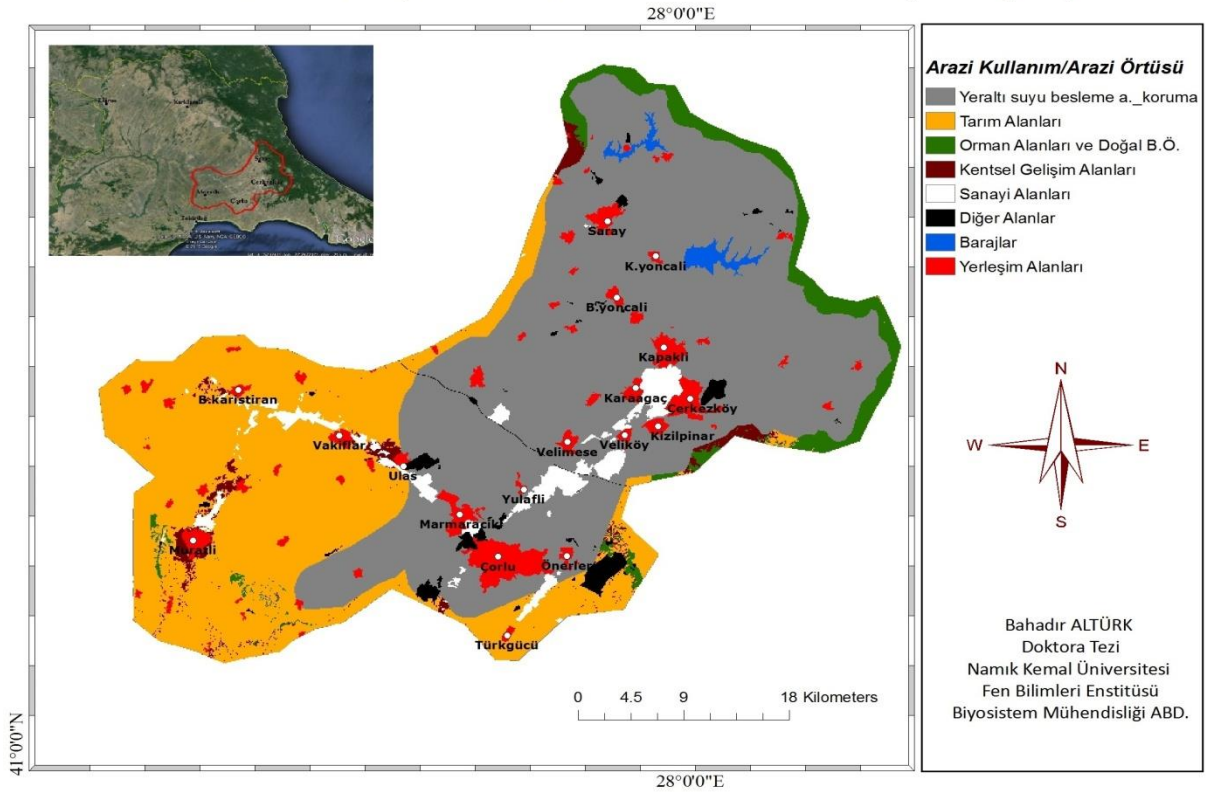 28°0'0"E
Arazi Kullanım/Arazi Örtüsü
Yeraltı suyu besleme a._koruma
Tarım Alanları
Orman Alanları ve Doğal B.Ö.
Kentsel Gelişim Alanları
Sanayi Alanları
Diğer Alanlar
Barajlar
Yerleşim Alanları
Saray
K.yoncali
B.yoncali
Kapakli
Karaagaç
Çerkezköy
B.karistiran
Vakiflar
Velimese
Veliköy
Kizilpinar
Ulas
Yulafli
Marmaracik
Muratli
Çorlu
Önerler
Türkgücü
N
W
E
S
0 4.5 9 18 Kilometers
Bahadır ALTÜRK
Doktora Tezi
Namık Kemal Üniversitesi
Fen Bilimleri Enstitüsü
Biyosistem Mühendisliği ABD.
41°0'0"N
28°0'0"E